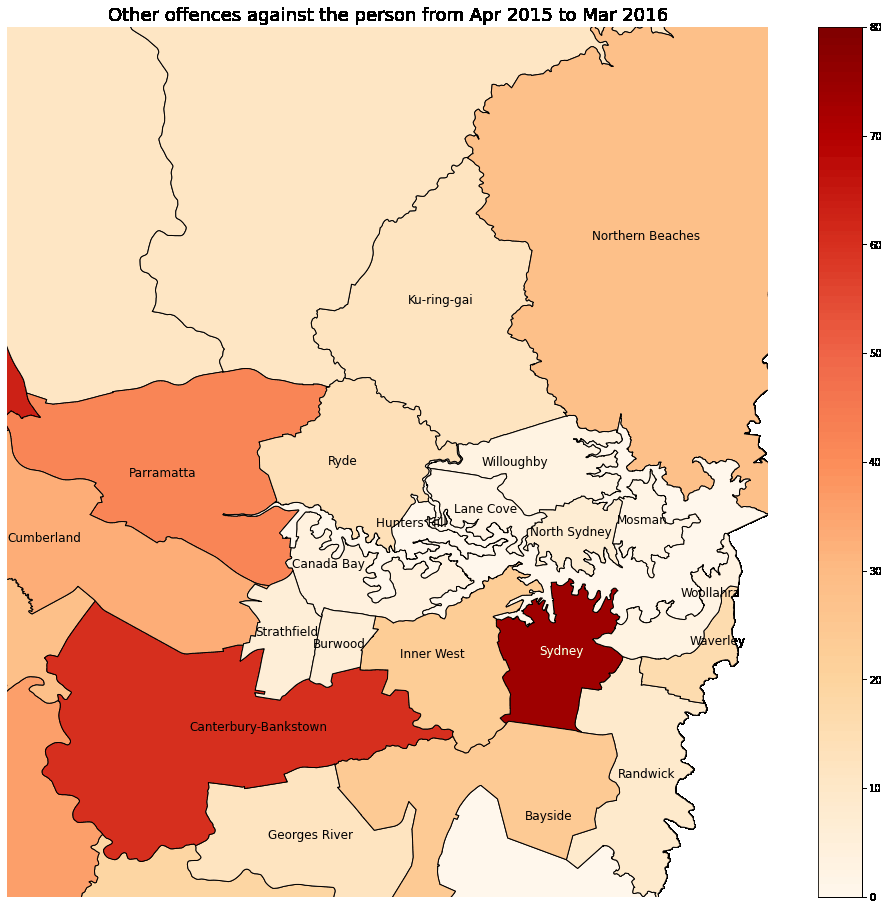 Other offences against the person from Apr 2015 to Mar 2016
80
70
60
50
40
30
20
10
0
Northern Beaches
Ku-ring-gai
Ryde
Willoughby
Parramatta
Lane Cove
Hunters Hill
Mosman
North Sydney
Cumberland
Canada Bay
Woollahra
Strathfield
Burwood
Waverley
Inner West
Sydney
Canterbury-Bankstown
Randwick
Bayside
Georges River